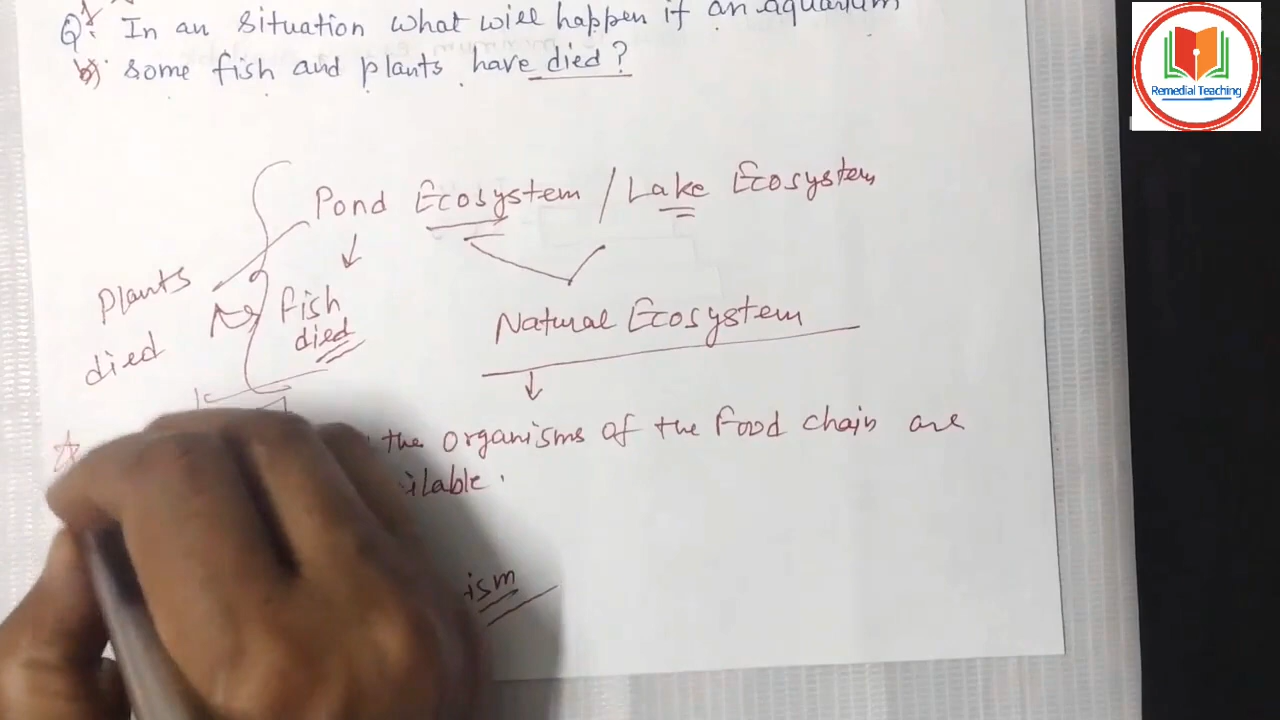 Q: In an situation what will happen if an aquarium
b) some fish and plants have died?
Remedial Teaching
Pond Ecosystem / Lake Ecosystem
Plants
died
fish
died
Natural Ecosystem
the organisms of the food chain are
ilable.
ism